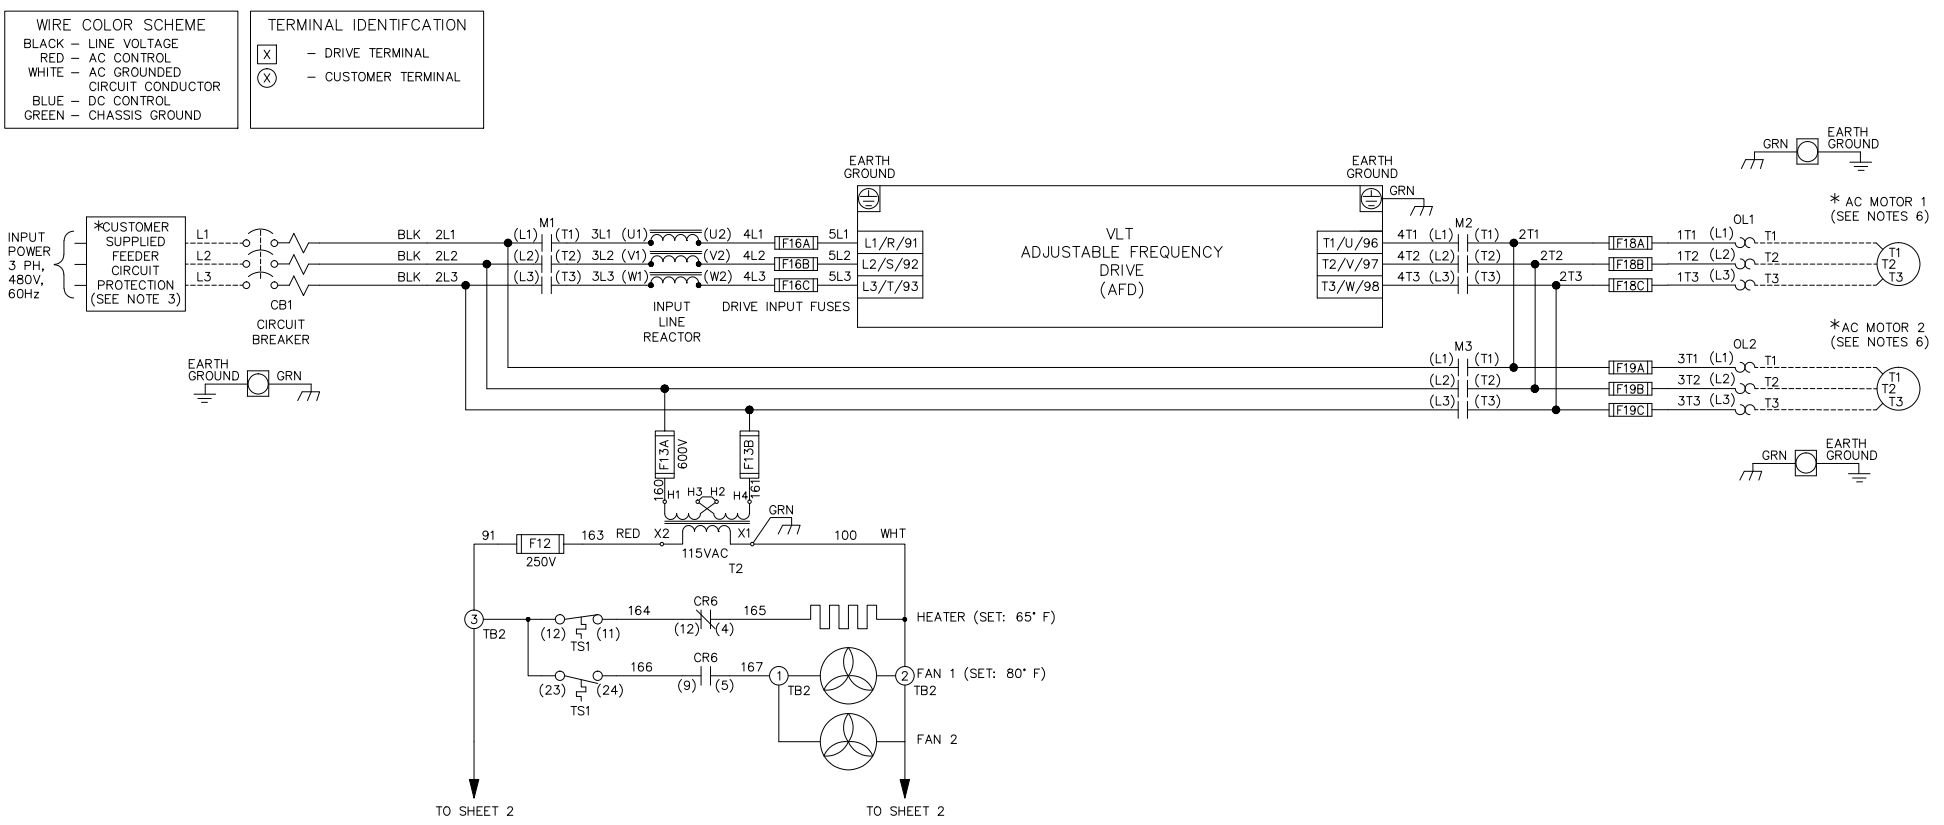 WIRE COLOR SCHEME
BLACK – LINE VOLTAGE
RED – AC CONTROL
WHITE – AC GROUNDED
CIRCUIT CONDUCTOR
BLUE – DC CONTROL
GREEN – CHASSIS GROUND
TERMINAL IDENTIFCATION
X – DRIVE TERMINAL
X – CUSTOMER TERMINAL
INPUT
POWER
3 PH,
480V,
60Hz
*CUSTOMER
SUPPLIED
FEEDER
CIRCUIT
PROTECTION
(SEE NOTE 3)
L1
L2
L3
CB1
CIRCUIT
BREAKER
EARTH
GROUND
GRN
BLK 2L1
BLK 2L2
BLK 2L3
M1
(L1) (T1) 3L1 (U1) (U2) 4L1 F16A 5L1
(L2) (T2) 3L2 (V1) (V2) 4L2 F16B 5L2
(L3) (T3) 3L3 (W1) (W2) 4L3 F16C 5L3
INPUT
LINE
REACTOR
DRIVE INPUT FUSES
EARTH
GROUND
L1/R/91
L2/S/92
L3/T/93
VLT
ADJUSTABLE FREQUENCY
DRIVE
(AFD)
EARTH
GROUND
GRN
T1/U/96
T2/V/97
T3/W/98
M2
4T1 (L1) (T1) 2T1 F18A 1T1 (L1) T1
4T2 (L2) (T2) 2T2 F18B 1T2 (L2) T2
4T3 (L3) (T3) 2T3 F18C 1T3 (L3) T3
OL1
GRN
EARTH
GROUND
* AC MOTOR 1
(SEE NOTES 6)
T1
T2
T3
M3
(L1) (T1) F19A 3T1 (L1) T1
(L2) (T2) F19B 3T2 (L2) T2
(L3) (T3) F19C 3T3 (L3) T3
OL2
*AC MOTOR 2
(SEE NOTES 6)
T1
T2
T3
GRN
EARTH
GROUND
F13A
600V
F13B
160
161
H1 H3 H2 H4
GRN
91 F12 163 RED X2 X1 100 WHT
250V
115VAC
T2
3
TB2
164 CR6 165
(12) (11) (12) (4)
TS1
HEATER (SET: 65° F)
166 CR6 167
(23) (24) (9) (5)
TS1
1
TB2
2
TB2
FAN 1 (SET: 80° F)
FAN 2
TO SHEET 2
TO SHEET 2